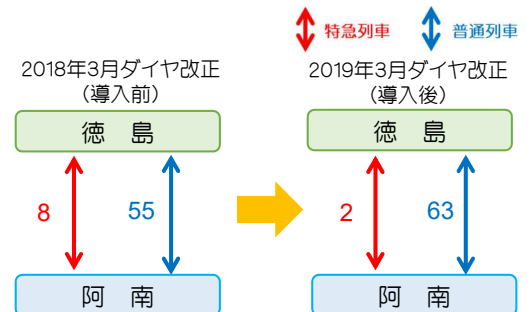 特急列車 普通列車
2018年3月ダイヤ改正
(導入前)
2019年3月ダイヤ改正
(導入後)
徳 島
徳 島
8 55
2 63
阿 南
阿 南